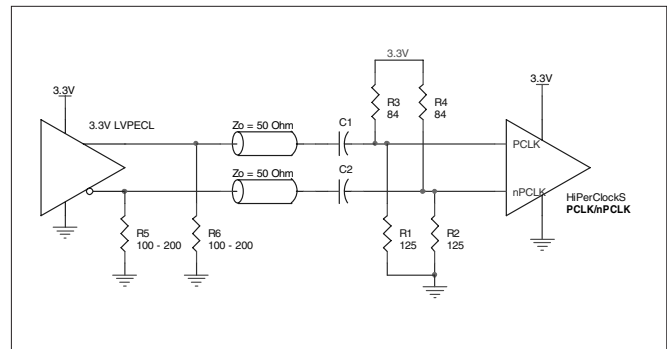 3.3V
3.3V LVPECL
Zo = 50 Ohm
C1
3.3V
R3
84
R4
84
3.3V
PCLK
Zo = 50 Ohm
C2
nPCLK
HiPerClockS
PCLK/nPCLK
R5
100 - 200
R6
100 - 200
R1
125
R2
125